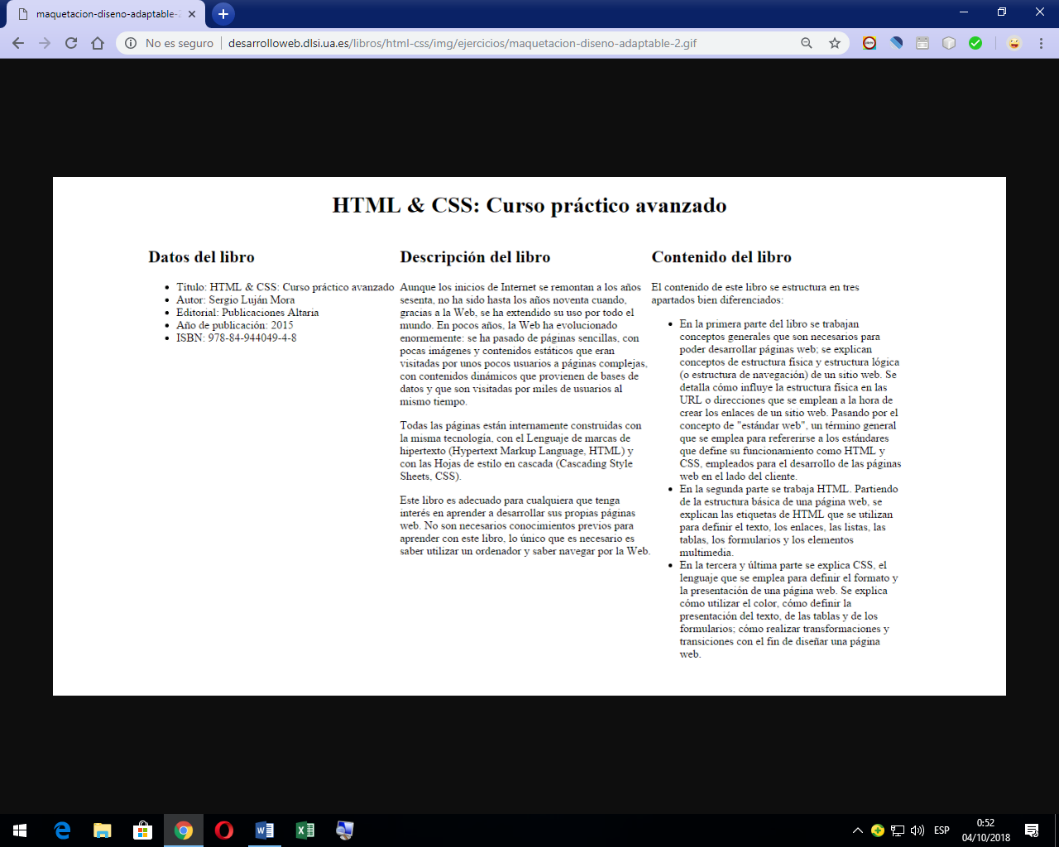 maquetacion-diseno-adaptable-
No es seguro
desarrolloweb.dlsi.ua.es/libros/html-css/img/ejercicios/maquetacion-diseno-adaptable-2.gif
HTML & CSS: Curso práctico avanzado
Datos del libro
Título: HTML & CSS: Curso práctico avanzado
Autor: Sergio Luján Mora
Editorial: Publicaciones Altaria
Año de publicación: 2015
ISBN: 978-84-944049-4-8
Descripción del libro
Aunque los inicios de Internet se remontan a los años
sesenta, no ha sido hasta los años noventa cuando,
gracias a la Web, se ha extendido su uso por todo el
mundo. En pocos años, la Web ha evolucionado
enormemente: se ha pasado de páginas sencillas, con
pocas imágenes y contenidos estáticos que eran
visitadas por unos pocos usuarios a páginas complejas,
con contenidos dinámicos que provienen de bases de
datos y que son visitadas por miles de usuarios al
mismo tiempo.
Todas las páginas están internamente construidas con
la misma tecnología, con el Lenguaje de marcas de
hipertexto (Hypertext Markup Language, HTML) y
con las Hojas de estilo en cascada (Cascading Style
Sheets, CSS).
Este libro es adecuado para cualquiera que tenga
interés en aprender a desarrollar sus propias páginas
web. No son necesarios conocimientos previos para
aprender con este libro, lo único que es necesario es
saber utilizar un ordenador y saber navegar por la Web.
Contenido del libro
El contenido de este libro se estructura en tres
apartados bien diferenciados:
En la primera parte del libro se trabajan
conceptos generales que son necesarios para
poder desarrollar páginas web; se explican
conceptos de estructura física y estructura lógica
(o estructura de navegación) de un sitio web. Se
detalla cómo influye la estructura física en las
URL o direcciones que se emplean a la hora de
crear los enlaces de un sitio web. Pasando por el
concepto de "estándar web", un término general
que se emplea para refererirse a los estándares
que define su funcionamiento como HTML y
CSS, empleados para el desarrollo de las páginas
web en el lado del cliente.
En la segunda parte se trabaja HTML. Partiendo
de la estructura básica de una página web, se
explican las etiquetas de HTML que se utilizan
para definir el texto, los enlaces, las listas, las
tablas, los formularios y los elementos
multimedia.
En la tercera y última parte se explica CSS, el
lenguaje que se emplea para definir el formato y
la presentación de una página web. Se explica
cómo utilizar el color, cómo definir la
presentación del texto, de las tablas y de los
formularios; cómo realizar transformaciones y
transiciones con el fin de diseñar una página
web.
ESP
0:52
04/10/2018